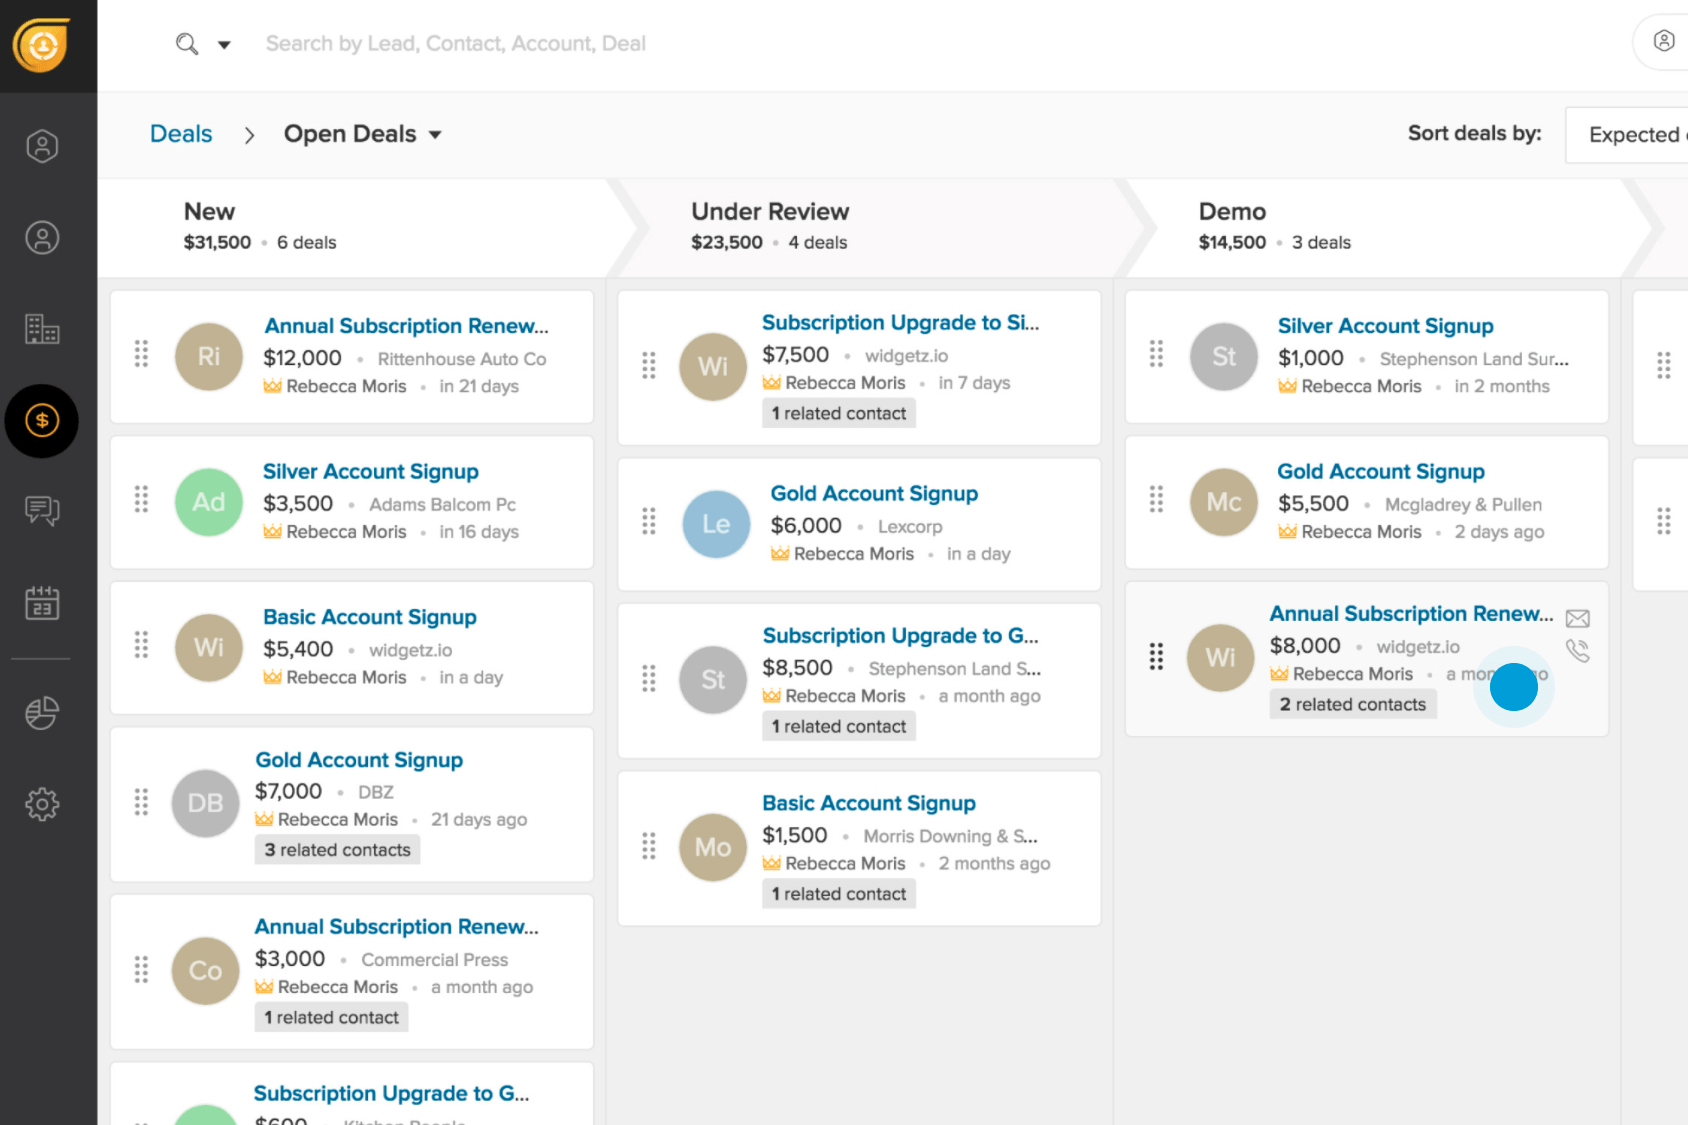 Search by Lead, Contact, Account, Deal
Deals > Open Deals
Sort deals by: Expected
New
$31,500 • 6 deals
Under Review
$23,500 • 4 deals
Demo
$14,500 • 3 deals
Ri
Annual Subscription Renew...
$12,000 • Rittenhouse Auto Co
Rebecca Moris • in 21 days
Ad
Silver Account Signup
$3,500 • Adams Balcom Pc
Rebecca Moris • in 16 days
Wi
Basic Account Signup
$5,400 • widgetz.io
Rebecca Moris • in a day
DB
Gold Account Signup
$7,000 • DBZ
Rebecca Moris • 21 days ago
3 related contacts
Co
Annual Subscription Renew...
$3,000 • Commercial Press
Rebecca Moris • a month ago
1 related contact
Subscription Upgrade to G...
$600 • Kitchen People
Wi
Subscription Upgrade to Si...
$7,500 • widgetz.io
Rebecca Moris • in 7 days
1 related contact
Le
Gold Account Signup
$6,000 • Lexcorp
Rebecca Moris • in a day
St
Subscription Upgrade to G...
$8,500 • Stephenson Land S...
Rebecca Moris • a month ago
1 related contact
Mo
Basic Account Signup
$1,500 • Morris Downing & S...
Rebecca Moris • 2 months ago
1 related contact
St
Silver Account Signup
$1,000 • Stephenson Land Sur...
Rebecca Moris • in 2 months
Mc
Gold Account Signup
$5,500 • Mcgladrey & Pullen
Rebecca Moris • 2 days ago
Wi
Annual Subscription Renew...
$8,000 • widgetz.io
Rebecca Moris • a
2 related contacts
23